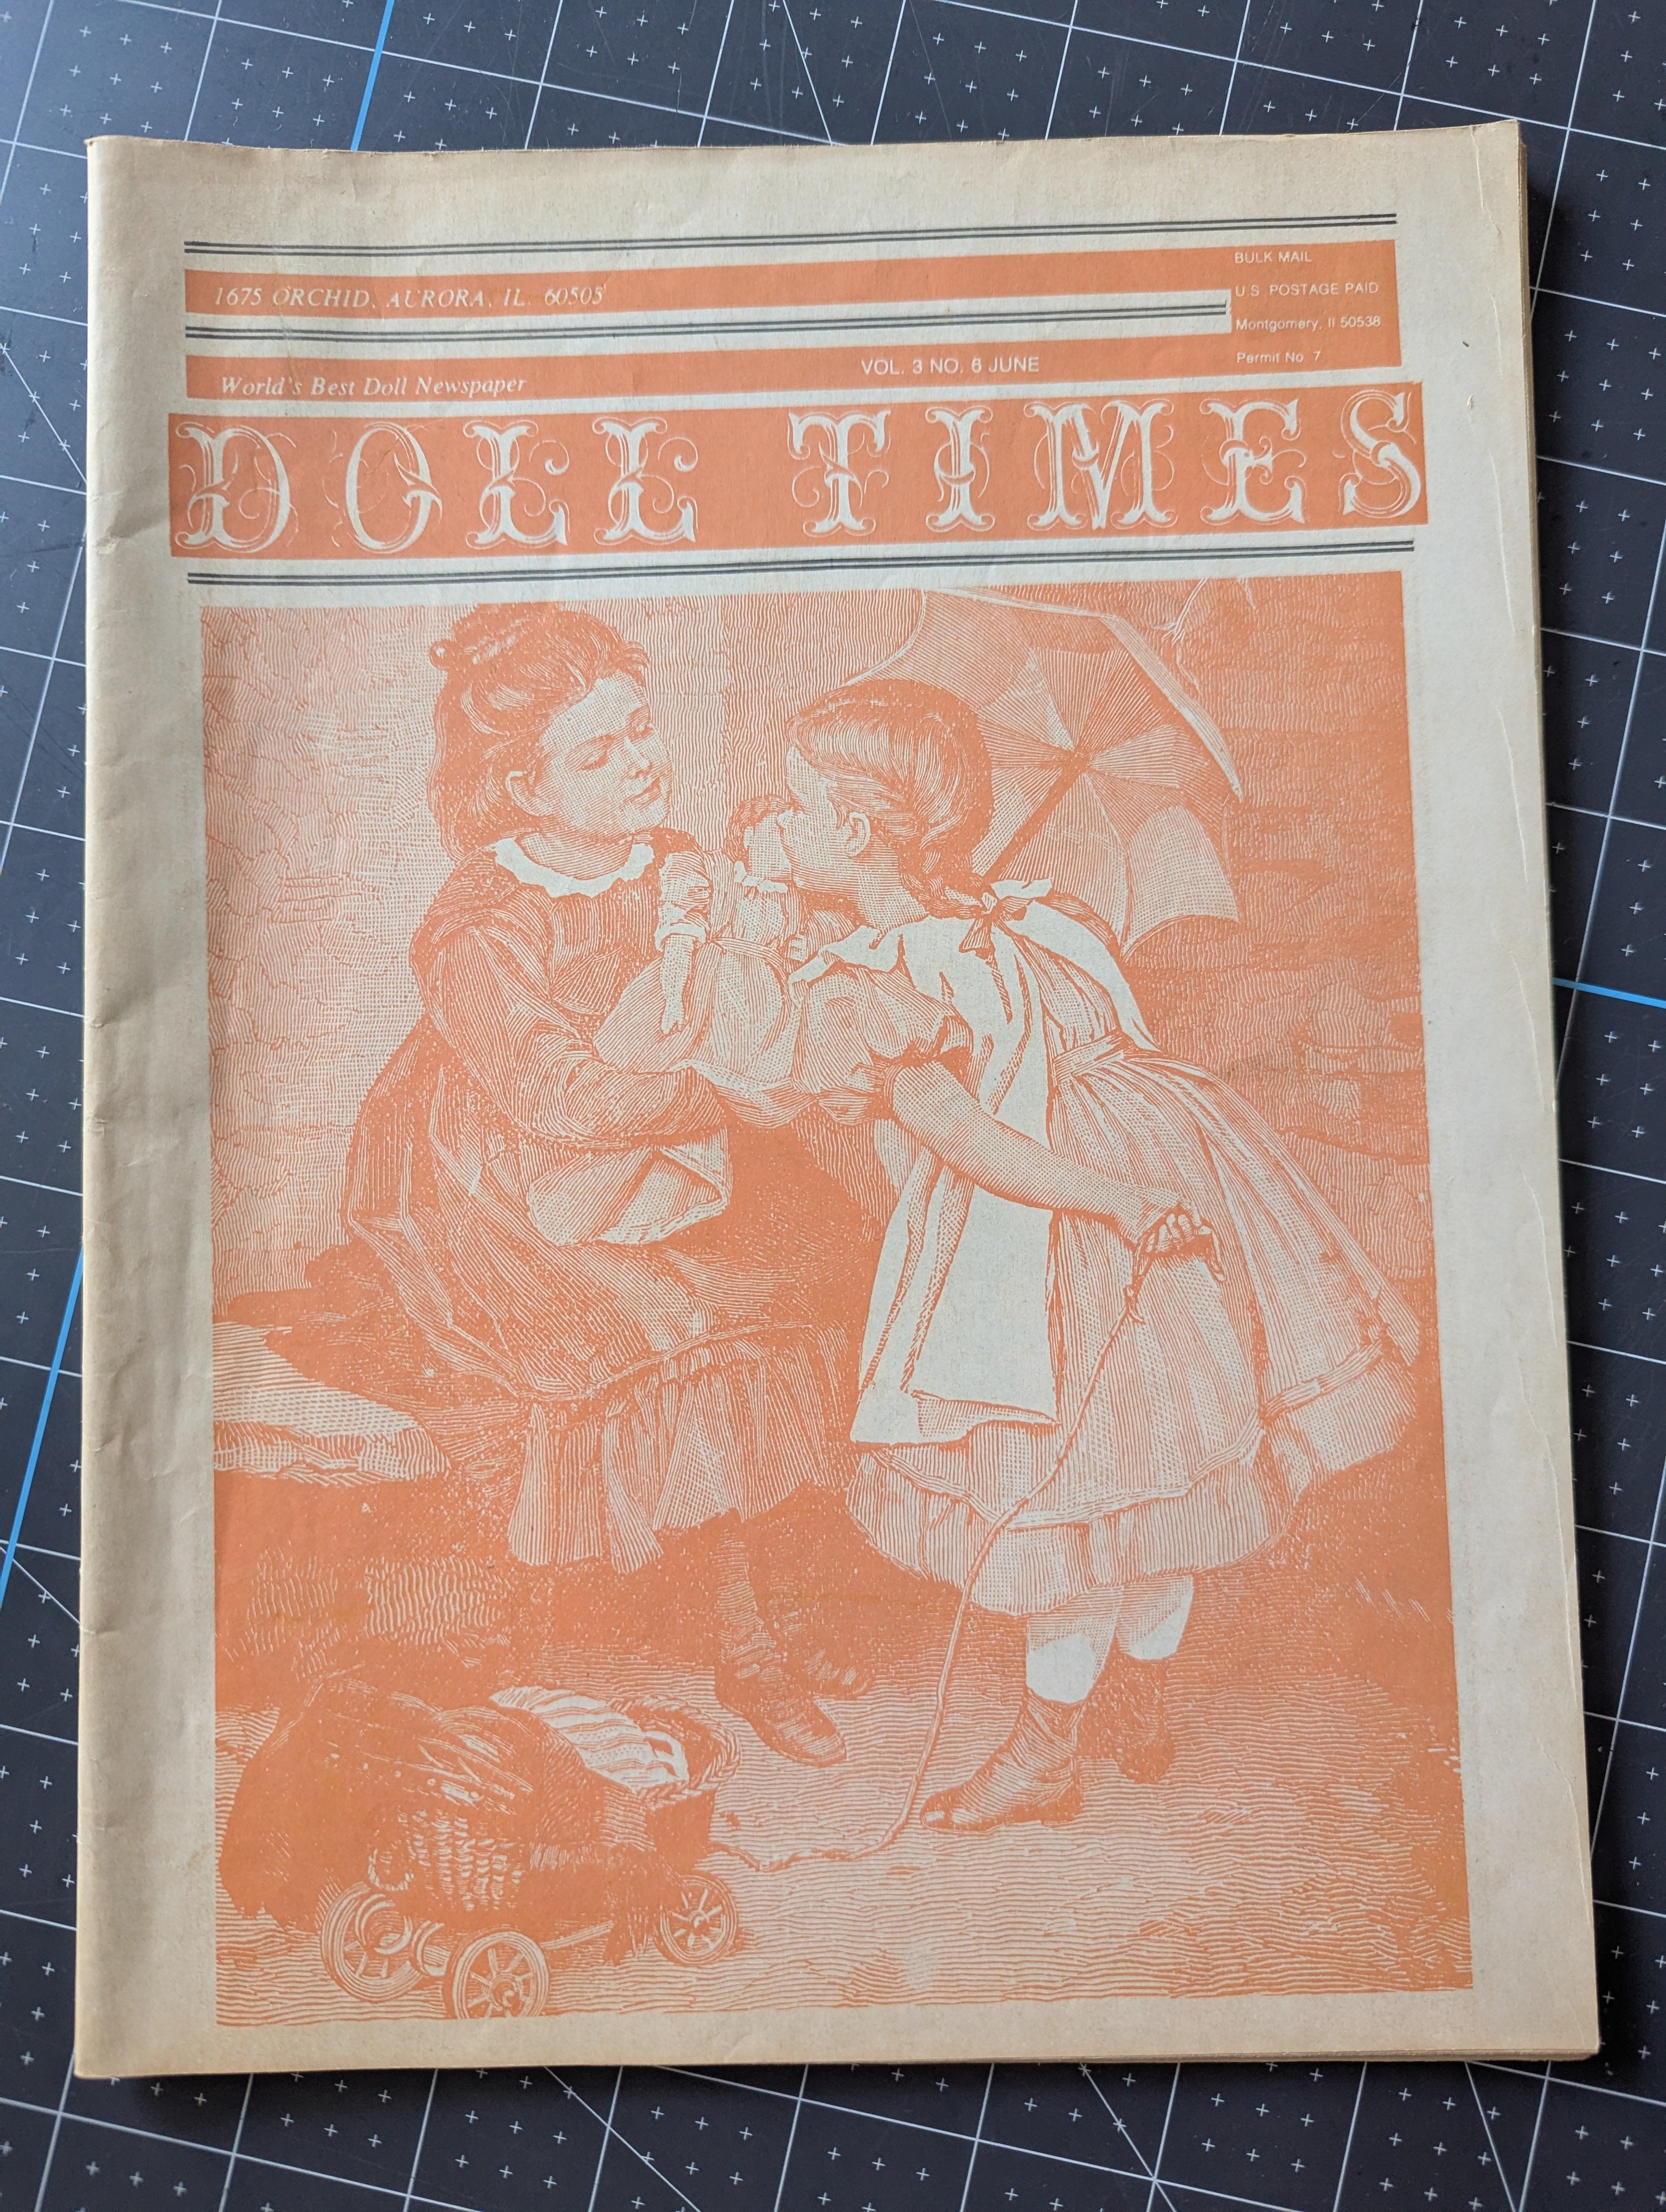 1675 ORCHID, AURORA, IL. 60505
BULK MAIL
U.S. POSTAGE PAID
Montgomery, Il 50538
Permit No. 7
World's Best Doll Newspaper
VOL. 3 NO. 6 JUNE
DOLL TIMES